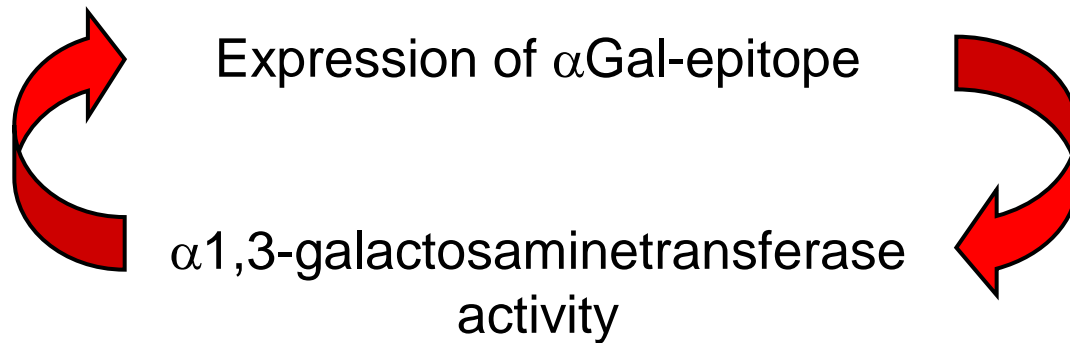 Expression of αGal-epitope
α1,3-galactosaminetransferase
activity